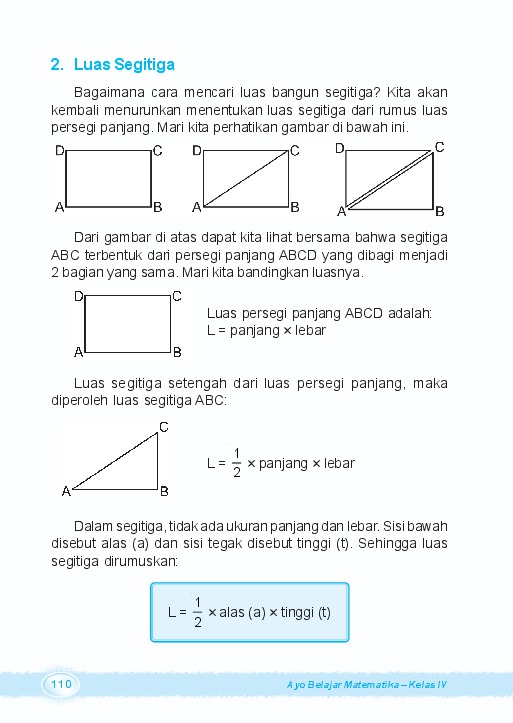 2. Luas Segitiga
Bagaimana cara mencari luas bangun segitiga? Kita akan
kembali menurunkan menentukan luas segitiga dari rumus luas
persegi panjang. Mari kita perhatikan gambar di bawah ini.
D C D C D C
A B A B A B
Dari gambar di atas dapat kita lihat bersama bahwa segitiga
ABC terbentuk dari persegi panjang ABCD yang dibagi menjadi
2 bagian yang sama. Mari kita bandingkan luasnya.
D C
Luas persegi panjang ABCD adalah:
L = panjang × lebar
A B
Luas segitiga setengah dari luas persegi panjang, maka
diperoleh luas segitiga ABC:
C
L = 1/2 × panjang × lebar
A B
Dalam segitiga, tidak ada ukuran panjang dan lebar. Sisi bawah
disebut alas (a) dan sisi tegak disebut tinggi (t). Sehingga luas
segitiga dirumuskan:
L = 1/2 × alas (a) × tinggi (t)
110 Ayo Belajar Matematika – Kelas IV